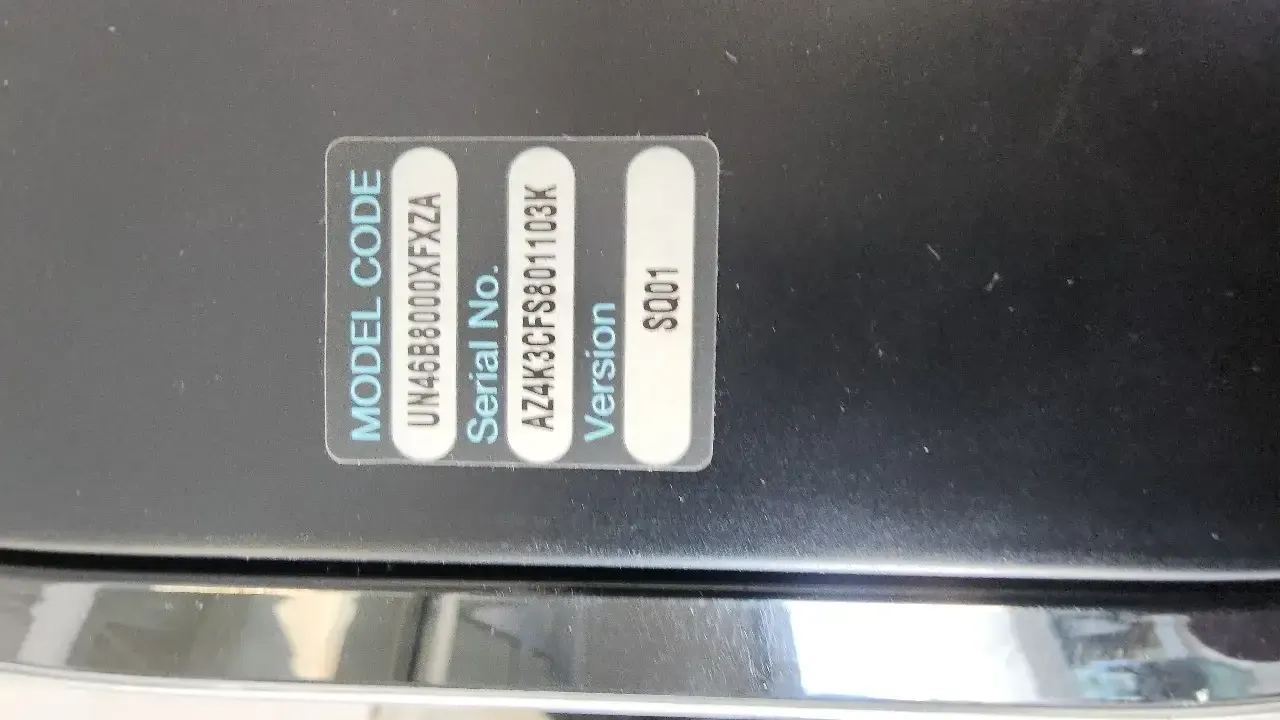 MODEL CODE
UN46B8000XFXZA
Serial No.
AZ4K3CFS801103K
Version
SQ01